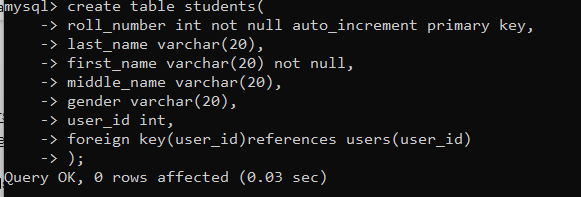 mysql> create table students(
    -> roll_number int not null auto_increment primary key,
    -> last_name varchar(20),
    -> first_name varchar(20) not null,
    -> middle_name varchar(20),
    -> gender varchar(20),
    -> user_id int,
    -> foreign key(user_id)references users(user_id)
    -> );
Query OK, 0 rows affected (0.03 sec)